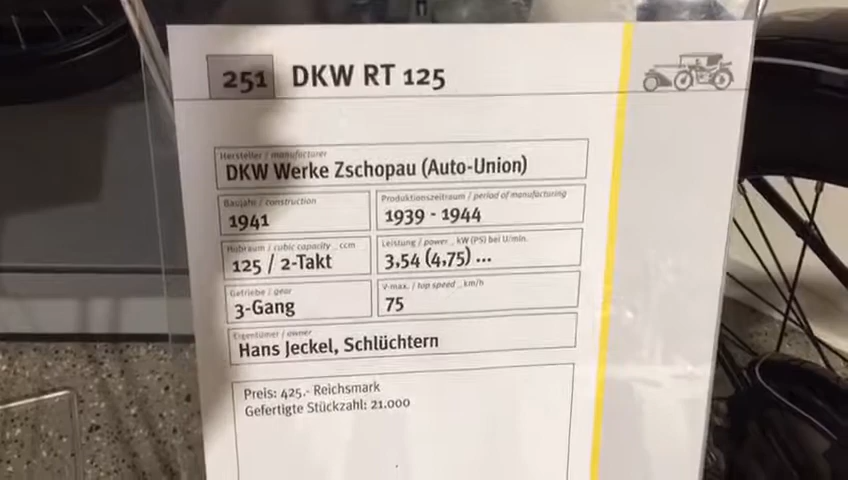 251 DKW RT 125
Hersteller / manufacturer
DKW Werke Zschopau (Auto-Union)
Baujahr / construction
1941
Produktionszeitraum / period of manufacturing
1939 - 1944
Hubraum / cubic capacity _ ccm
125 / 2-Takt
Leistung / power _ kW (PS) bei U/min.
3,54 (4,75) ...
Getriebe / gear
3-Gang
V-max. / top speed _ km/h
75
Eigentümer / owner
Hans Jeckel, Schlüchtern
Preis: 425.- Reichsmark
Gefertigte Stückzahl: 21.000